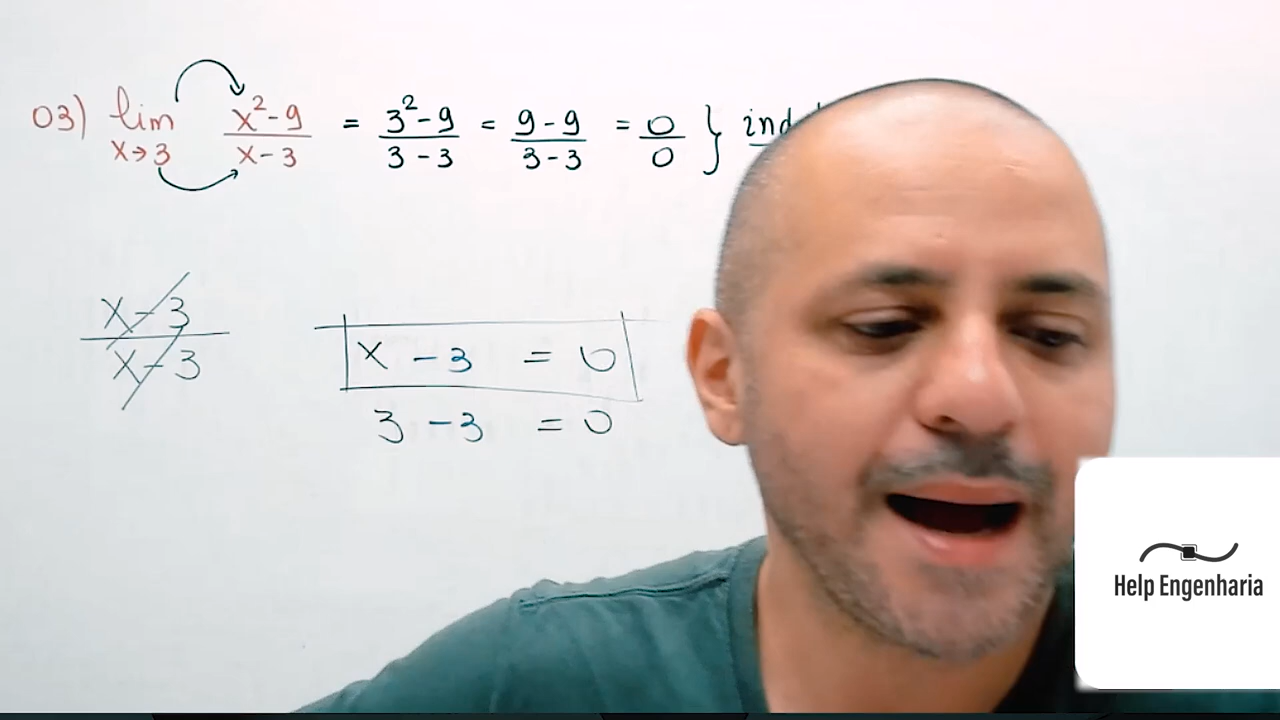 03) lim x→3 x²-9 / x-3 = 3²-9 / 3-3 = 9-9 / 3-3 = 0 / 0 }
x-3 / x-3
x - 3 = 0
3 - 3 = 0
Help Engenharia